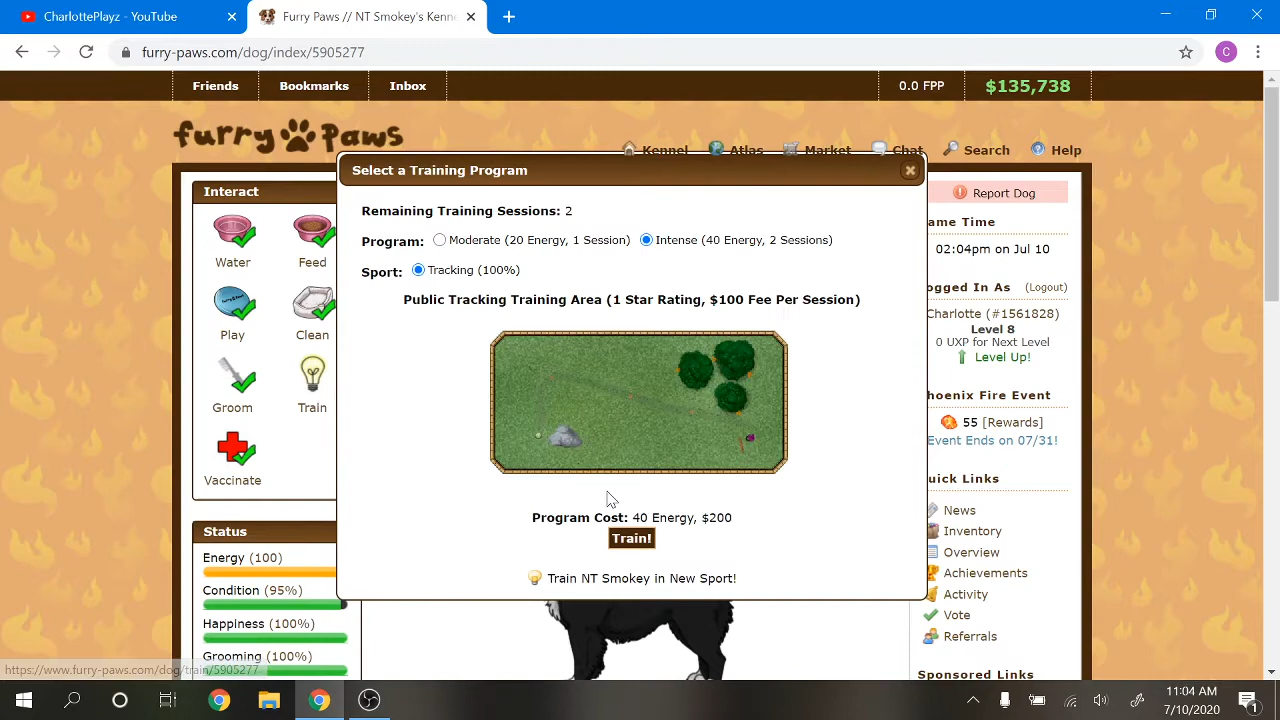 CharlottePlayz - YouTube
Furry Paws // NT Smokey's Kenne
furry-paws.com/dog/index/5905277
C
Friends
Bookmarks
Inbox
0.0 FPP
$135,738
furry Paws
Kennel
Atlas
Market
Chat
Search
Help
Interact
Water
Feed
Play
Clean
Groom
Train
Vaccinate
Status
Energy (100)
Condition (95%)
Happiness (100%)
Grooming (100%)
Select a Training Program
Remaining Training Sessions: 2
Program: Moderate (20 Energy, 1 Session) Intense (40 Energy, 2 Sessions)
Sport: Tracking (100%)
Public Tracking Training Area (1 Star Rating, $100 Fee Per Session)
Program Cost: 40 Energy, $200
Train!
Train NT Smokey in New Sport!
Report Dog
ame Time
02:04pm on Jul 10
ogged In As (Logout)
Charlotte (#1561828)
Level 8
0 UXP for Next Level
Level Up!
hoenix Fire Event
55 [Rewards]
Event Ends on 07/31!
uick Links
News
Inventory
Overview
Achievements
Activity
Vote
Referrals
Sponsored Links
https://www.furry-paws.com/dog/train/5905277
11:04 AM
7/10/2020
1